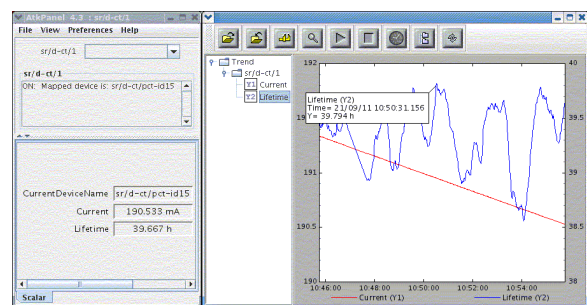 AtkPanel 4.3 : sr/d-ct/1
File View Preferences Help
sr/d-ct/1
sr/d-ct/1
ON: Mapped device is: sr/d-ct/pct-id15
CurrentDeviceName sr/d-ct/pct-id15
Current 190.533 mA
Lifetime 39.667 h
Scalar
Trend
sr/d-ct/1
Y1 Current
Y2 Lifetime
192
191.5
191
190.5
190
40
39.5
39
38.5
38
Lifetime (Y2)
Time= 21/09/11 10:50:31.156
Y= 39.794 h
10:46:00 10:48:00 10:50:00 10:52:00 10:54:00
Current (Y1) Lifetime (Y2)